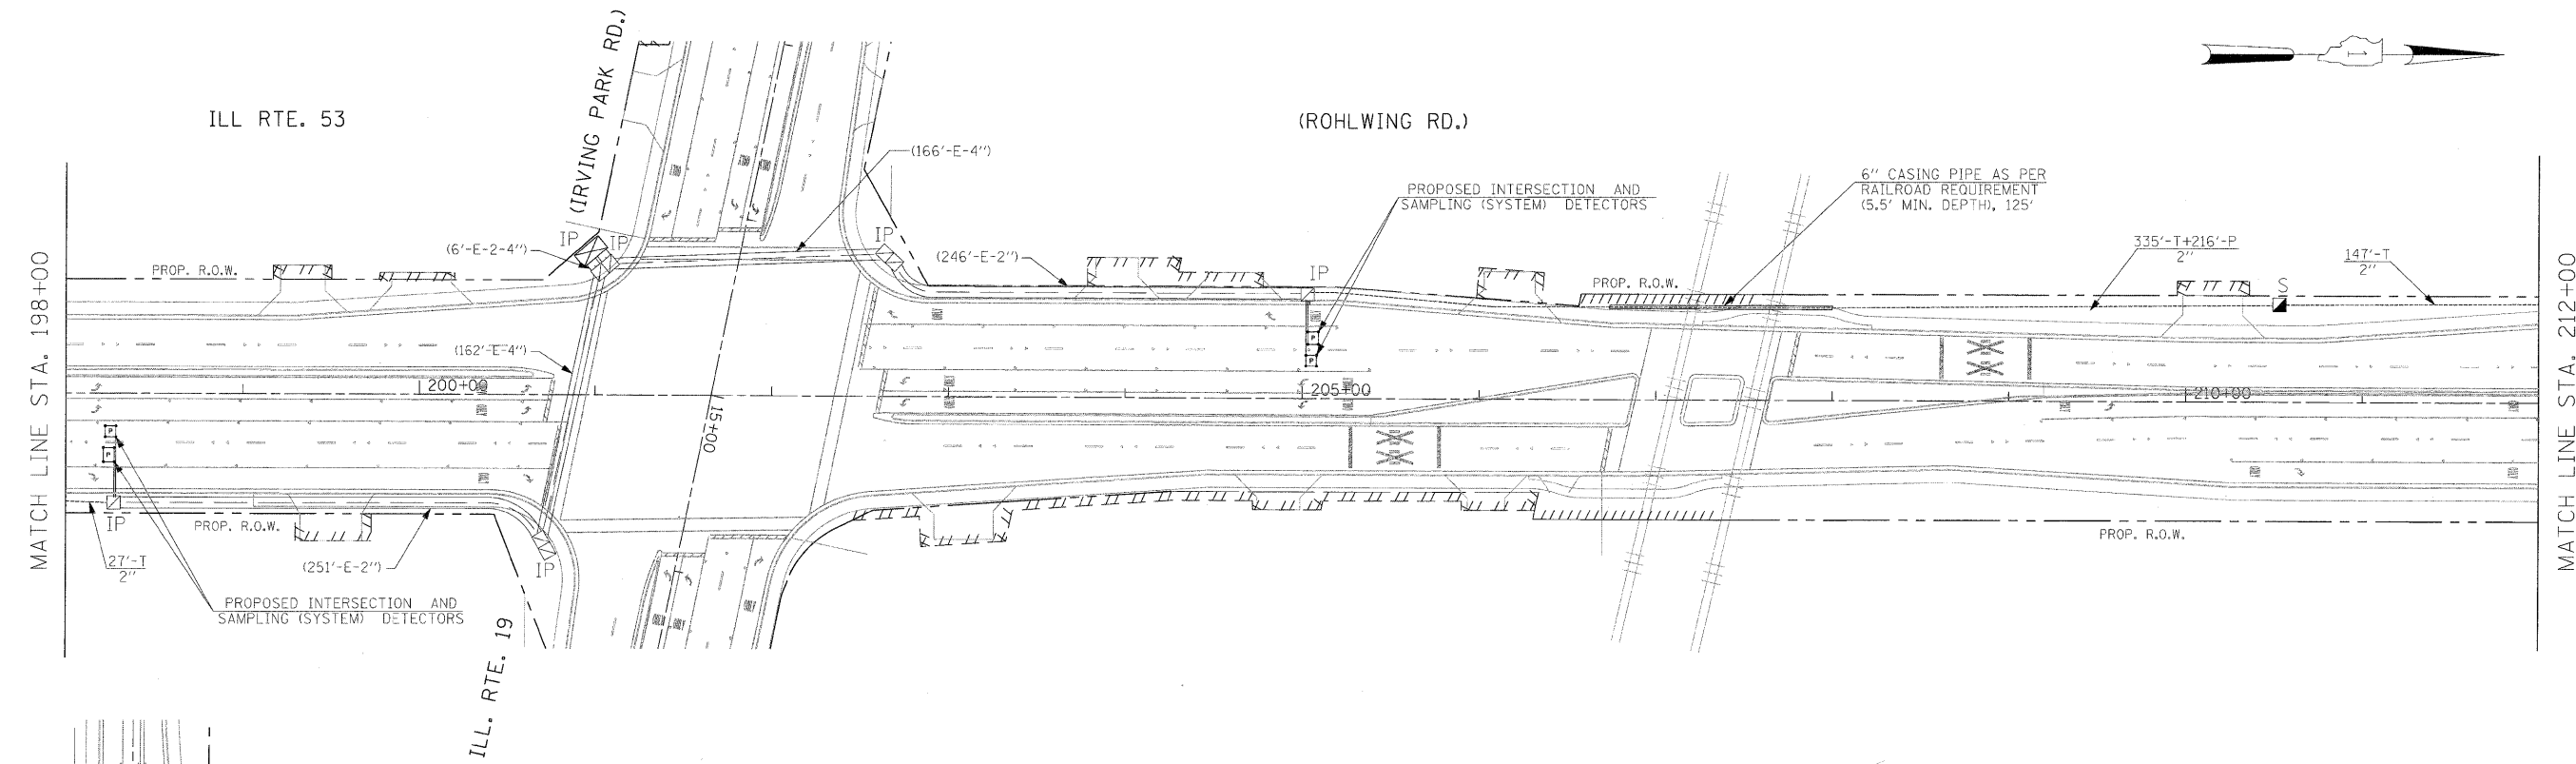 ILL RTE. 53
(IRVING PARK RD.)
(ROHLWING RD.)
(166'-E-4")
PROPOSED INTERSECTION AND
SAMPLING (SYSTEM) DETECTORS
6" CASING PIPE AS PER
RAILROAD REQUIREMENT
(5.5' MIN. DEPTH), 125'
IP
IP
IP
(6'-E-2-4")
(246'-E-2")
IP
335'-T+216'-P
2"
147'-T
2"
PROP. R.O.W.
PROP. R.O.W.
S
MATCH LINE STA. 198+00
MATCH LINE STA. 212+00
(162'-E-4")
P
P
200+00
205+00
210+00
15+00
P
P
IP
PROP. R.O.W.
27'-T
2"
(251'-E-2")
IP
PROP. R.O.W.
PROPOSED INTERSECTION AND
SAMPLING (SYSTEM) DETECTORS
ILL. RTE. 19